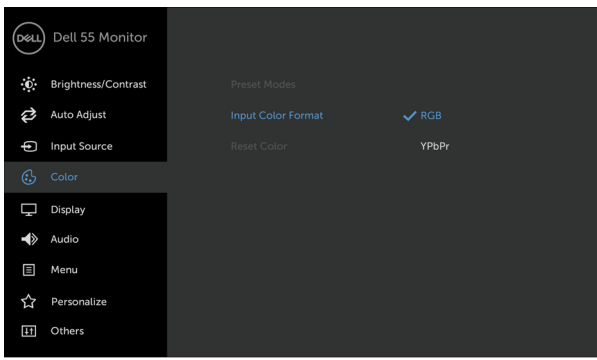 DELL Dell 55 Monitor
Brightness/Contrast
Auto Adjust
Input Source
Color
Display
Audio
Menu
Personalize
Others
Preset Modes
Input Color Format RGB
Reset Color YPbPr